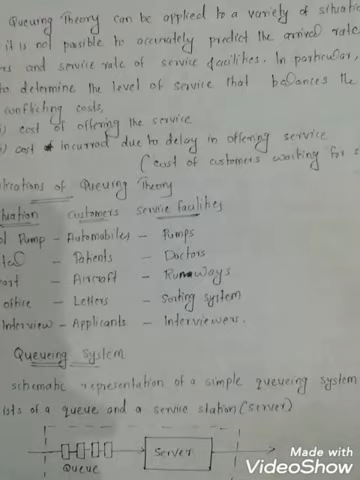 Queuing Theory can be applied to a variety of situatio
it is not possible to accurately predict the arrival rate
rs and service rate of service facilities. In particular,
to determine the level of service that balances the
conflicting costs,
i) cost of offering the service
i) cost incurred due to delay in offering service
(cost of customers waiting for s
lications of Queuing Theory
ituation customers service facilities
ol Pump - Automobiles - Pumps
- Patients - Doctors
port - Aircraft - Runways
office - Letters - Sorting system
Interview - Applicants - Interviewers.
Queueing System
schematic representation of a simple queueing system
ists of a queue and a service station (server)
Queue
Server
Made with
VideoShow